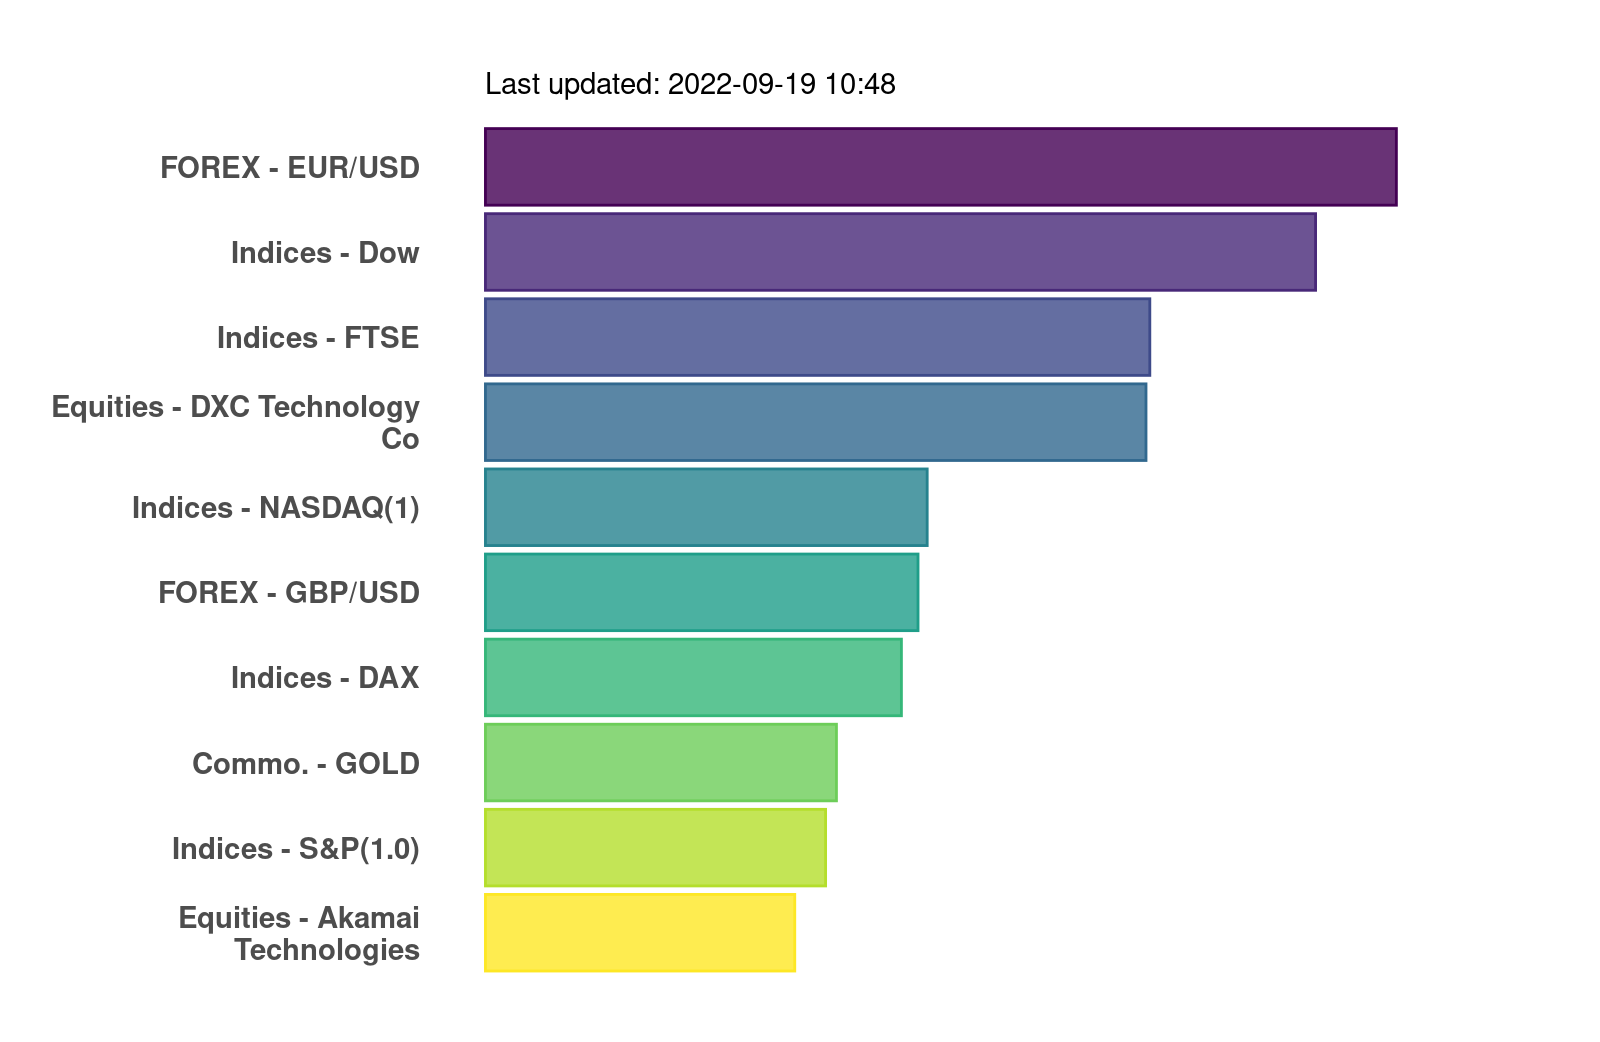 Last updated: 2022-09-19 10:48
FOREX - EUR/USD
Indices - Dow
Indices - FTSE
Equities - DXC Technology
Co
Indices - NASDAQ(1)
FOREX - GBP/USD
Indices - DAX
Commo. - GOLD
Indices - S&P(1.0)
Equities - Akamai
Technologies